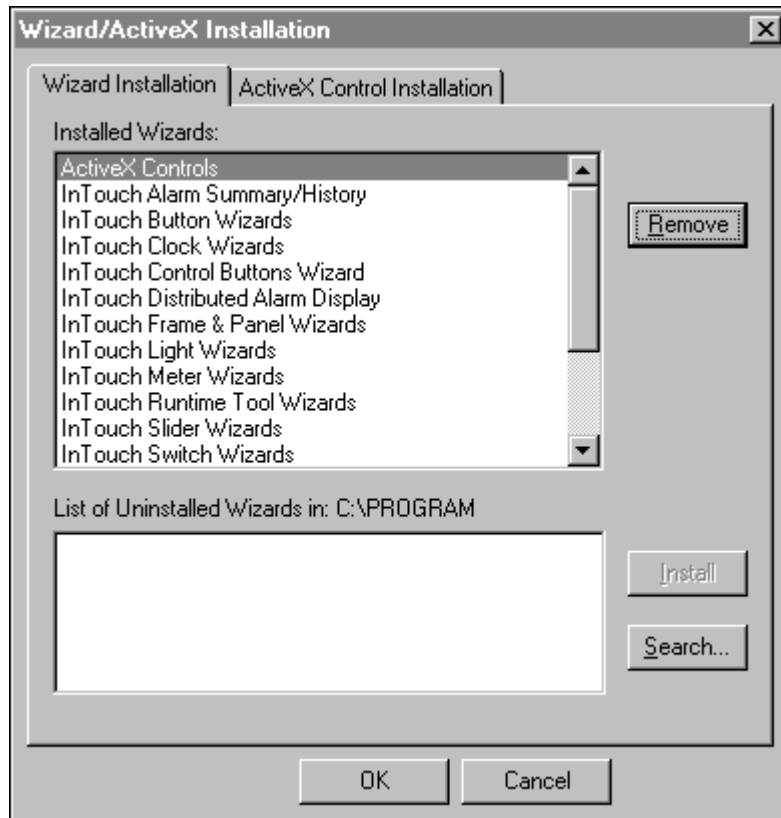 Wizard/ActiveX Installation
Wizard Installation
ActiveX Control Installation
Installed Wizards:
ActiveX Controls
InTouch Alarm Summary/History
InTouch Button Wizards
InTouch Clock Wizards
InTouch Control Buttons Wizard
InTouch Distributed Alarm Display
InTouch Frame & Panel Wizards
InTouch Light Wizards
InTouch Meter Wizards
InTouch Runtime Tool Wizards
InTouch Slider Wizards
InTouch Switch Wizards
Remove
List of Uninstalled Wizards in: C:\PROGRAM
Install
Search...
OK
Cancel